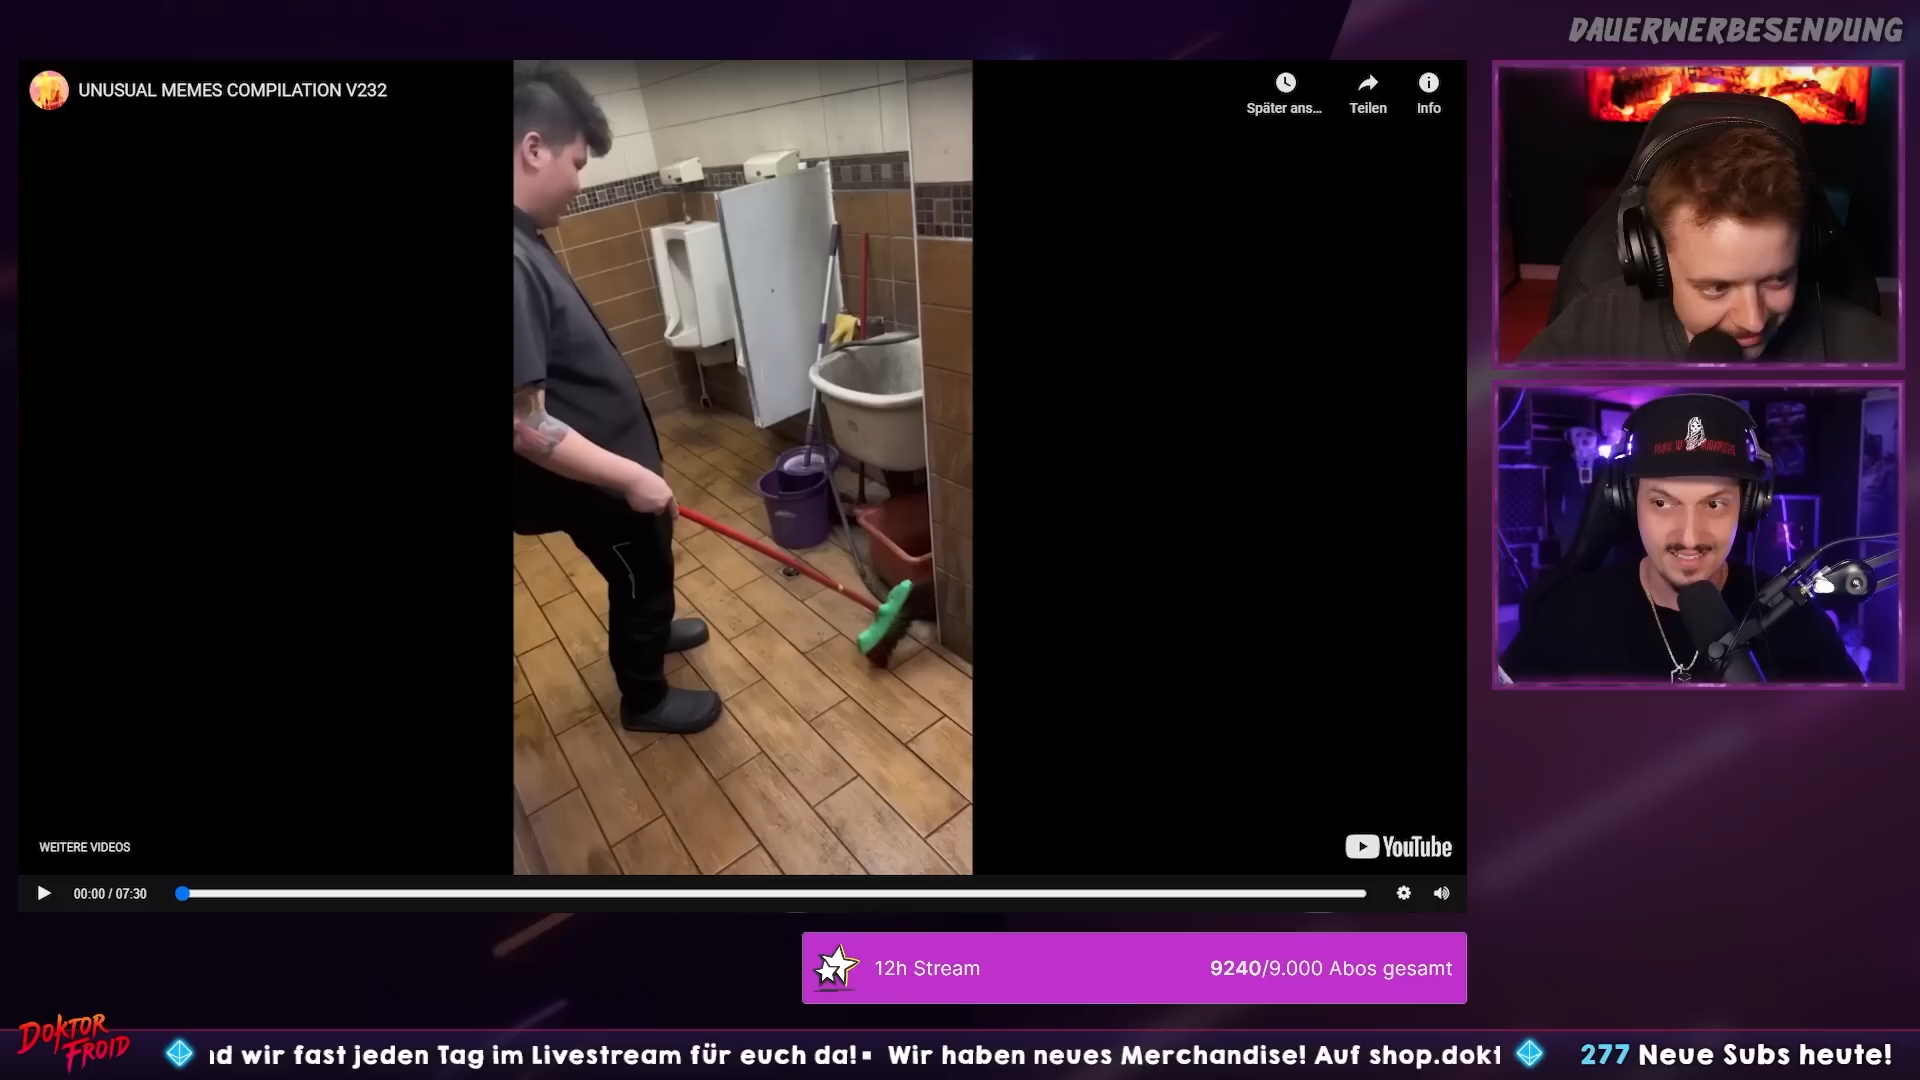 DAUERWERBESENDUNG
UNUSUAL MEMES COMPILATION V232
Später ans...
Teilen
Info
WEITERE VIDEOS
YouTube
00:00 / 07:30
12h Stream
9240/9.000 Abos gesamt
DOKTOR
FROID
nd wir fast jeden Tag im Livestream für euch da!▪ Wir haben neues Merchandise! Auf shop.dokt
277 Neue Subs heute!